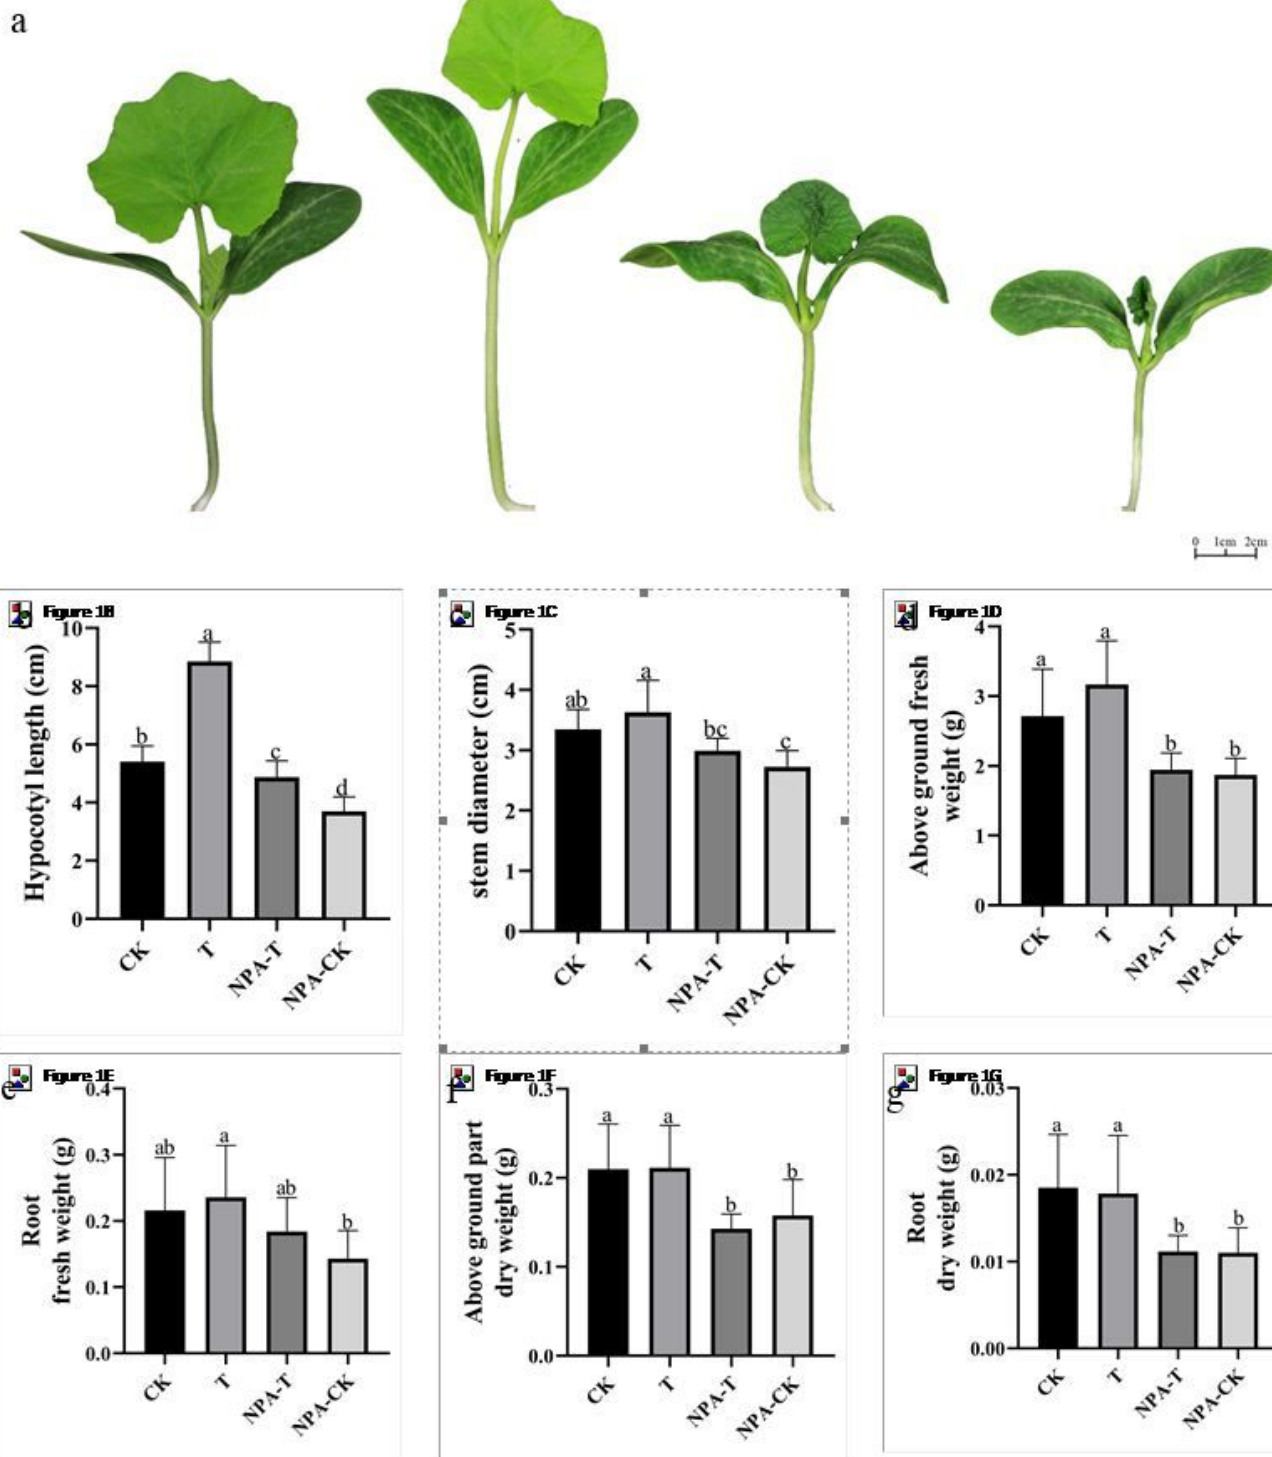 a
0 1cm 2cm
Figure 1B
10
8
6
4
2
0
Hypocotyl length (cm)
b
a
c
d
CK
T
NPA-T
NPA-CK
Figure 1C
5
4
3
2
1
0
stem diameter (cm)
ab
a
bc
c
CK
T
NPA-T
NPA-CK
d
Figure 1D
4
3
2
1
0
Above ground fresh
weight (g)
a
a
b
b
CK
T
NPA-T
NPA-CK
e
Figure 1E
0.4
0.3
0.2
0.1
0.0
Root
fresh weight (g)
ab
a
ab
b
CK
T
NPA-T
NPA-CK
f
Figure 1F
0.3
0.2
0.1
0.0
Above ground part
dry weight (g)
a
a
b
b
CK
T
NPA-T
NPA-CK
g
Figure 1G
0.03
0.02
0.01
0.00
Root
dry weight (g)
a
a
b
b
CK
T
NPA-T
NPA-CK